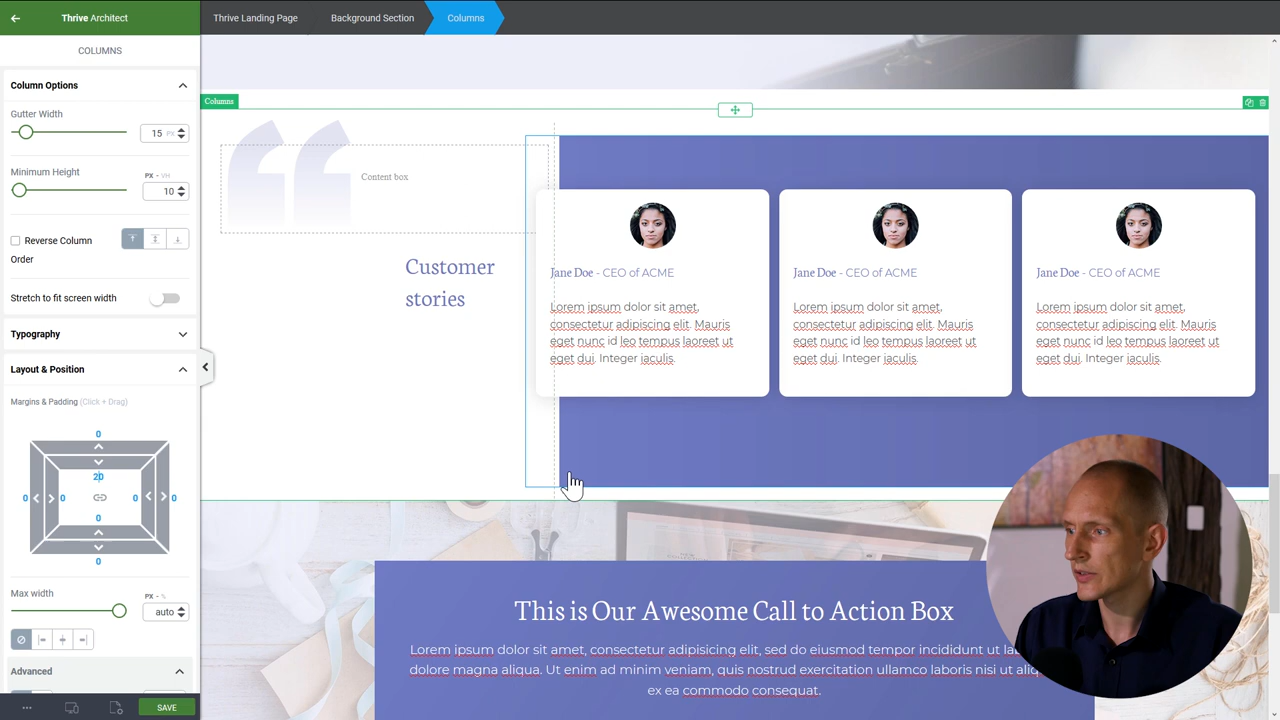 Thrive Architect
Thrive Landing Page
Background Section
Columns
COLUMNS
Column Options
Gutter Width
15 PX
Minimum Height
PX - VH
10
Reverse Column
Order
Stretch to fit screen width
Typography
Layout & Position
Margins & Padding (Click + Drag)
0
20
0
0
0
0
0
0
Max width
PX - %
auto
Advanced
SAVE
Columns
Content box
Customer
stories
Jane Doe - CEO of ACME
Lorem ipsum dolor sit amet,
consectetur adipiscing elit. Mauris
eget nunc id leo tempus laoreet ut
eget dui. Integer iaculis.
Jane Doe - CEO of ACME
Lorem ipsum dolor sit amet,
consectetur adipiscing elit. Mauris
eget nunc id leo tempus laoreet ut
eget dui. Integer iaculis.
Jane Doe - CEO of ACME
Lorem ipsum dolor sit amet,
consectetur adipiscing elit. Mauris
eget nunc id leo tempus laoreet ut
eget dui. Integer iaculis.
This is Our Awesome Call to Action Box
Lorem ipsum dolor sit amet, consectetur adipiscing elit, sed do eiusmod tempor incididunt ut
dolore magna aliqua. Ut enim ad minim veniam, quis nostrud exercitation ullamco laboris nisi ut
ex ea commodo consequat.